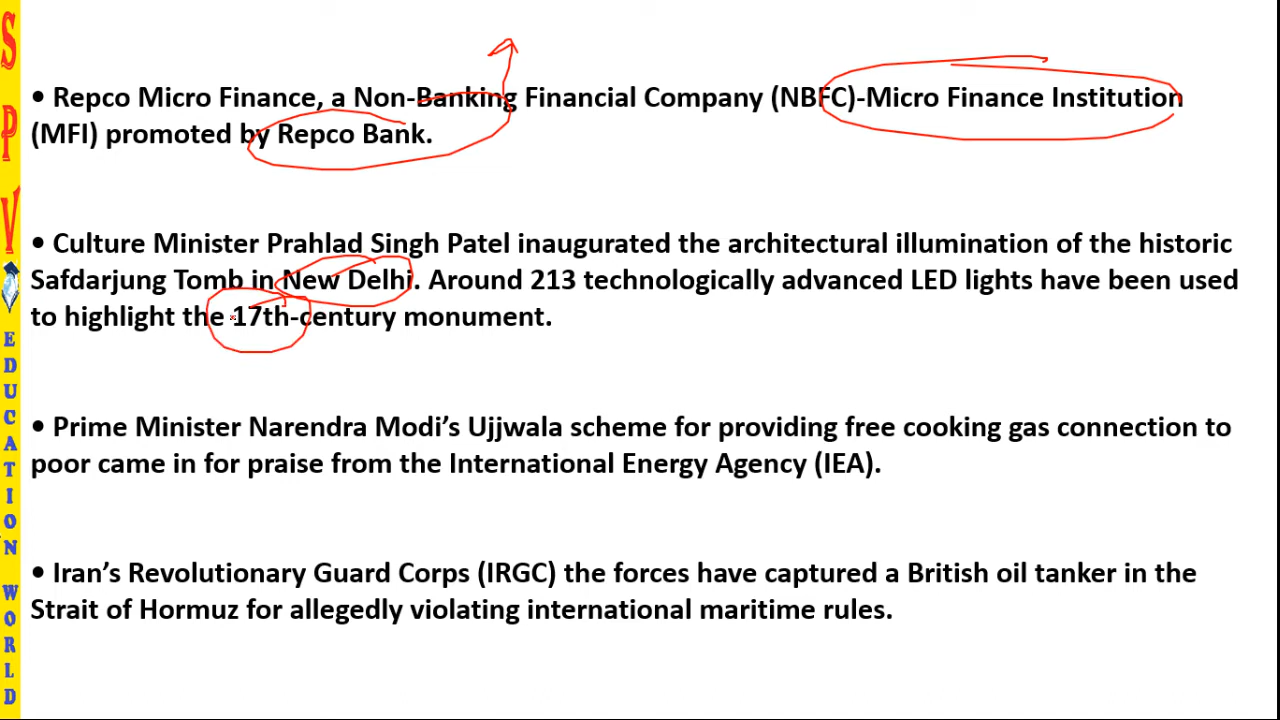 SPV EDUCATION WORLD
• Repco Micro Finance, a Non-Banking Financial Company (NBFC)-Micro Finance Institution
(MFI) promoted by Repco Bank.
• Culture Minister Prahlad Singh Patel inaugurated the architectural illumination of the historic
Safdarjung Tomb in New Delhi. Around 213 technologically advanced LED lights have been used
to highlight the 17th-century monument.
• Prime Minister Narendra Modi’s Ujjwala scheme for providing free cooking gas connection to
poor came in for praise from the International Energy Agency (IEA).
• Iran’s Revolutionary Guard Corps (IRGC) the forces have captured a British oil tanker in the
Strait of Hormuz for allegedly violating international maritime rules.